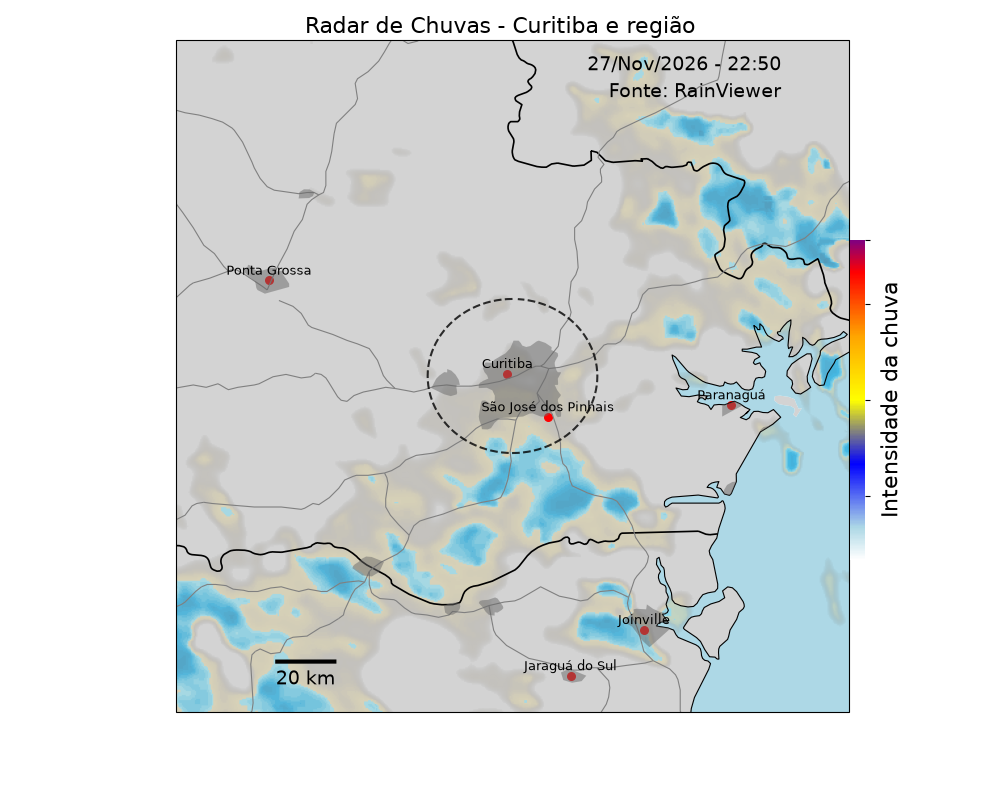 Radar de Chuvas - Curitiba e região
27/Nov/2026 - 22:50
Fonte: RainViewer
Ponta Grossa
Curitiba
São José dos Pinhais
Paranaguá
Joinville
Jaraguá do Sul
20 km
Intensidade da chuva